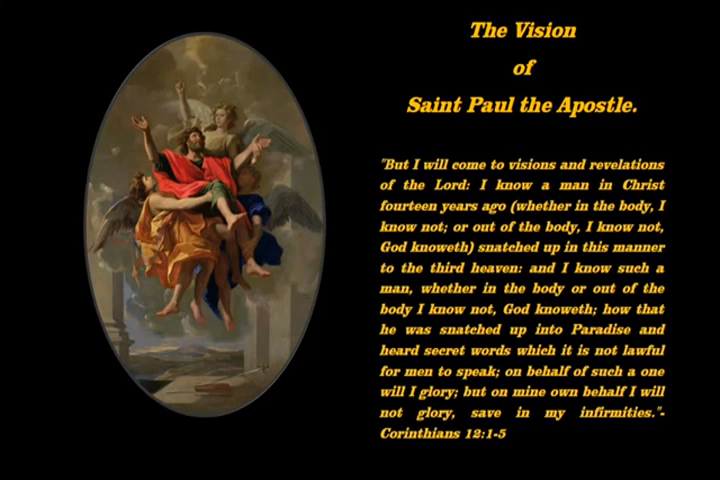 The Vision
of
Saint Paul the Apostle.
"But I will come to visions and revelations
of the Lord: I know a man in Christ
fourteen years ago (whether in the body, I
know not; or out of the body, I know not,
God knoweth) snatched up in this manner
to the third heaven: and I know such a
man, whether in the body or out of the
body I know not, God knoweth; how that
he was snatched up into Paradise and
heard secret words which it is not lawful
for men to speak; on behalf of such a one
will I glory; but on mine own behalf I will
not glory, save in my infirmities."-
Corinthians 12:1-5